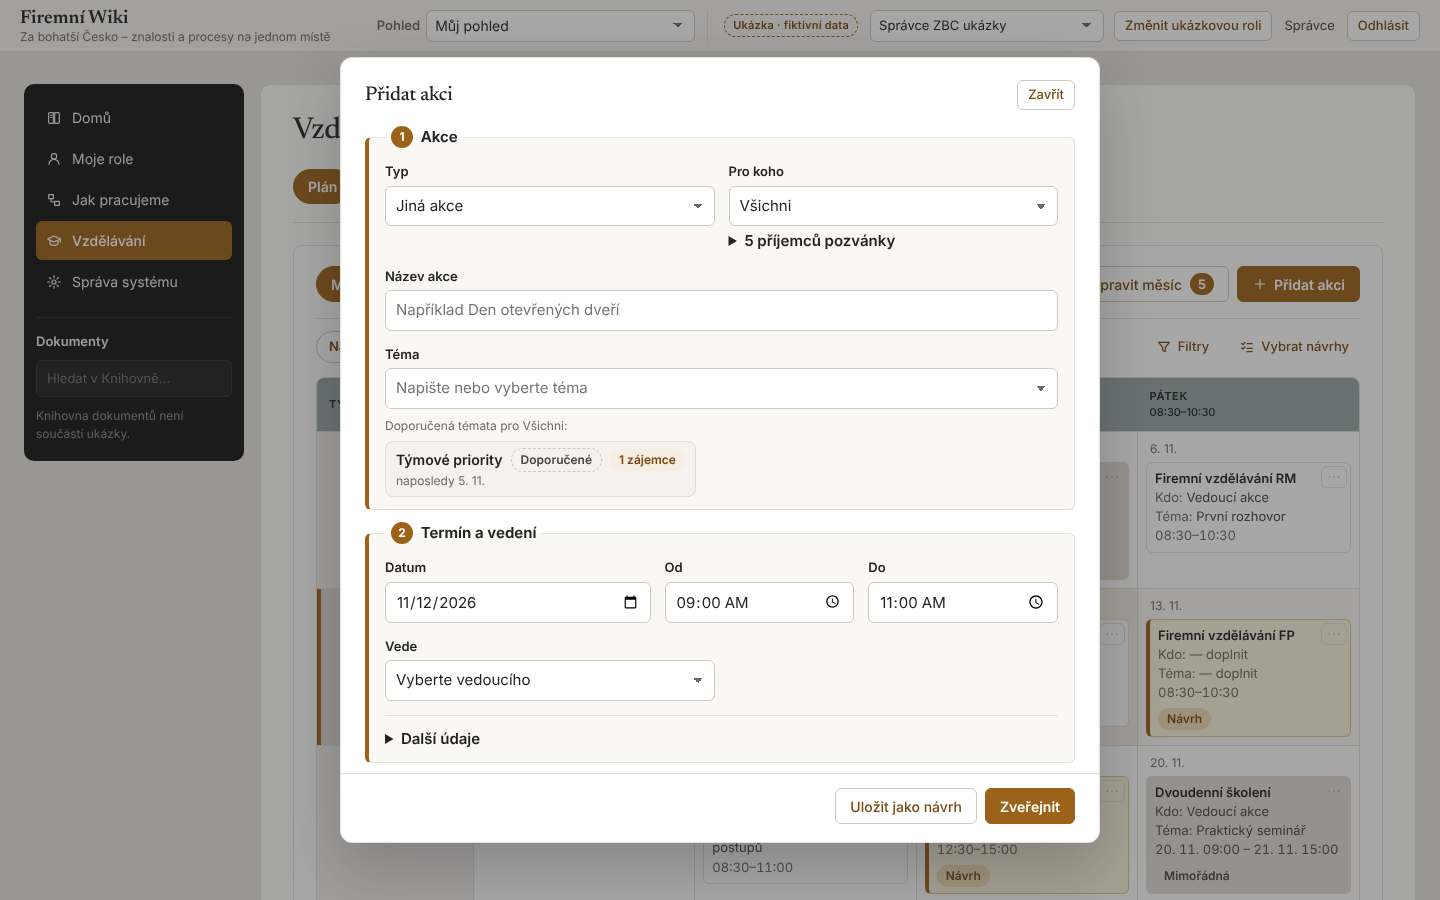 Firemní Wiki
Za bohatší Česko – znalosti a procesy na jednom místě
Pohled
Můj pohled
Ukázka · fiktivní data
Správce ZBC ukázky
Změnit ukázkovou roli
Správce
Odhlásit
Domů
Moje role
Jak pracujeme
Vzdělávání
Správa systému
Dokumenty
Hledat v Knihovně...
Knihovna dokumentů není
součástí ukázky.
Vzd
Plán
Přidat akci
Zavřít
1 Akce
Typ
Pro koho
Jiná akce
Všichni
5 příjemců pozvánky
Název akce
Například Den otevřených dveří
Téma
Napište nebo vyberte téma
Doporučená témata pro Všichni:
Týmové priority Doporučené 1 zájemce
naposledy 5. 11.
2 Termín a vedení
Datum
Od
Do
11/12/2026
09:00 AM
11:00 AM
Vede
Vyberte vedoucího
Další údaje
Uložit jako návrh
Zveřejnit
pravit měsíc 5
+ Přidat akci
Filtry
Vybrat návrhy
PÁTEK
08:30–10:30
6. 11.
Firemní vzdělávání RM
Kdo: Vedoucí akce
Téma: První rozhovor
08:30–10:30
13. 11.
Firemní vzdělávání FP
Kdo: — doplnit
Téma: — doplnit
08:30–10:30
Návrh
20. 11.
Dvoudenní školení
Kdo: Vedoucí akce
Téma: Praktický seminář
20. 11. 09:00 – 21. 11. 15:00
Mimořádná
postupů
08:30–11:00
12:30–15:00
Návrh